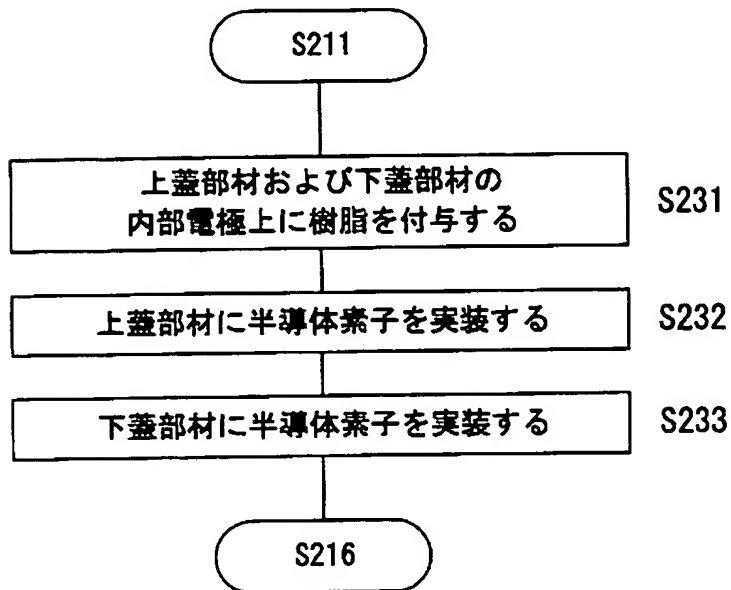 S211
上蓋部材および下蓋部材の
内部電極上に樹脂を付与する
S231
上蓋部材に半導体素子を実装する
S232
下蓋部材に半導体素子を実装する
S233
S216